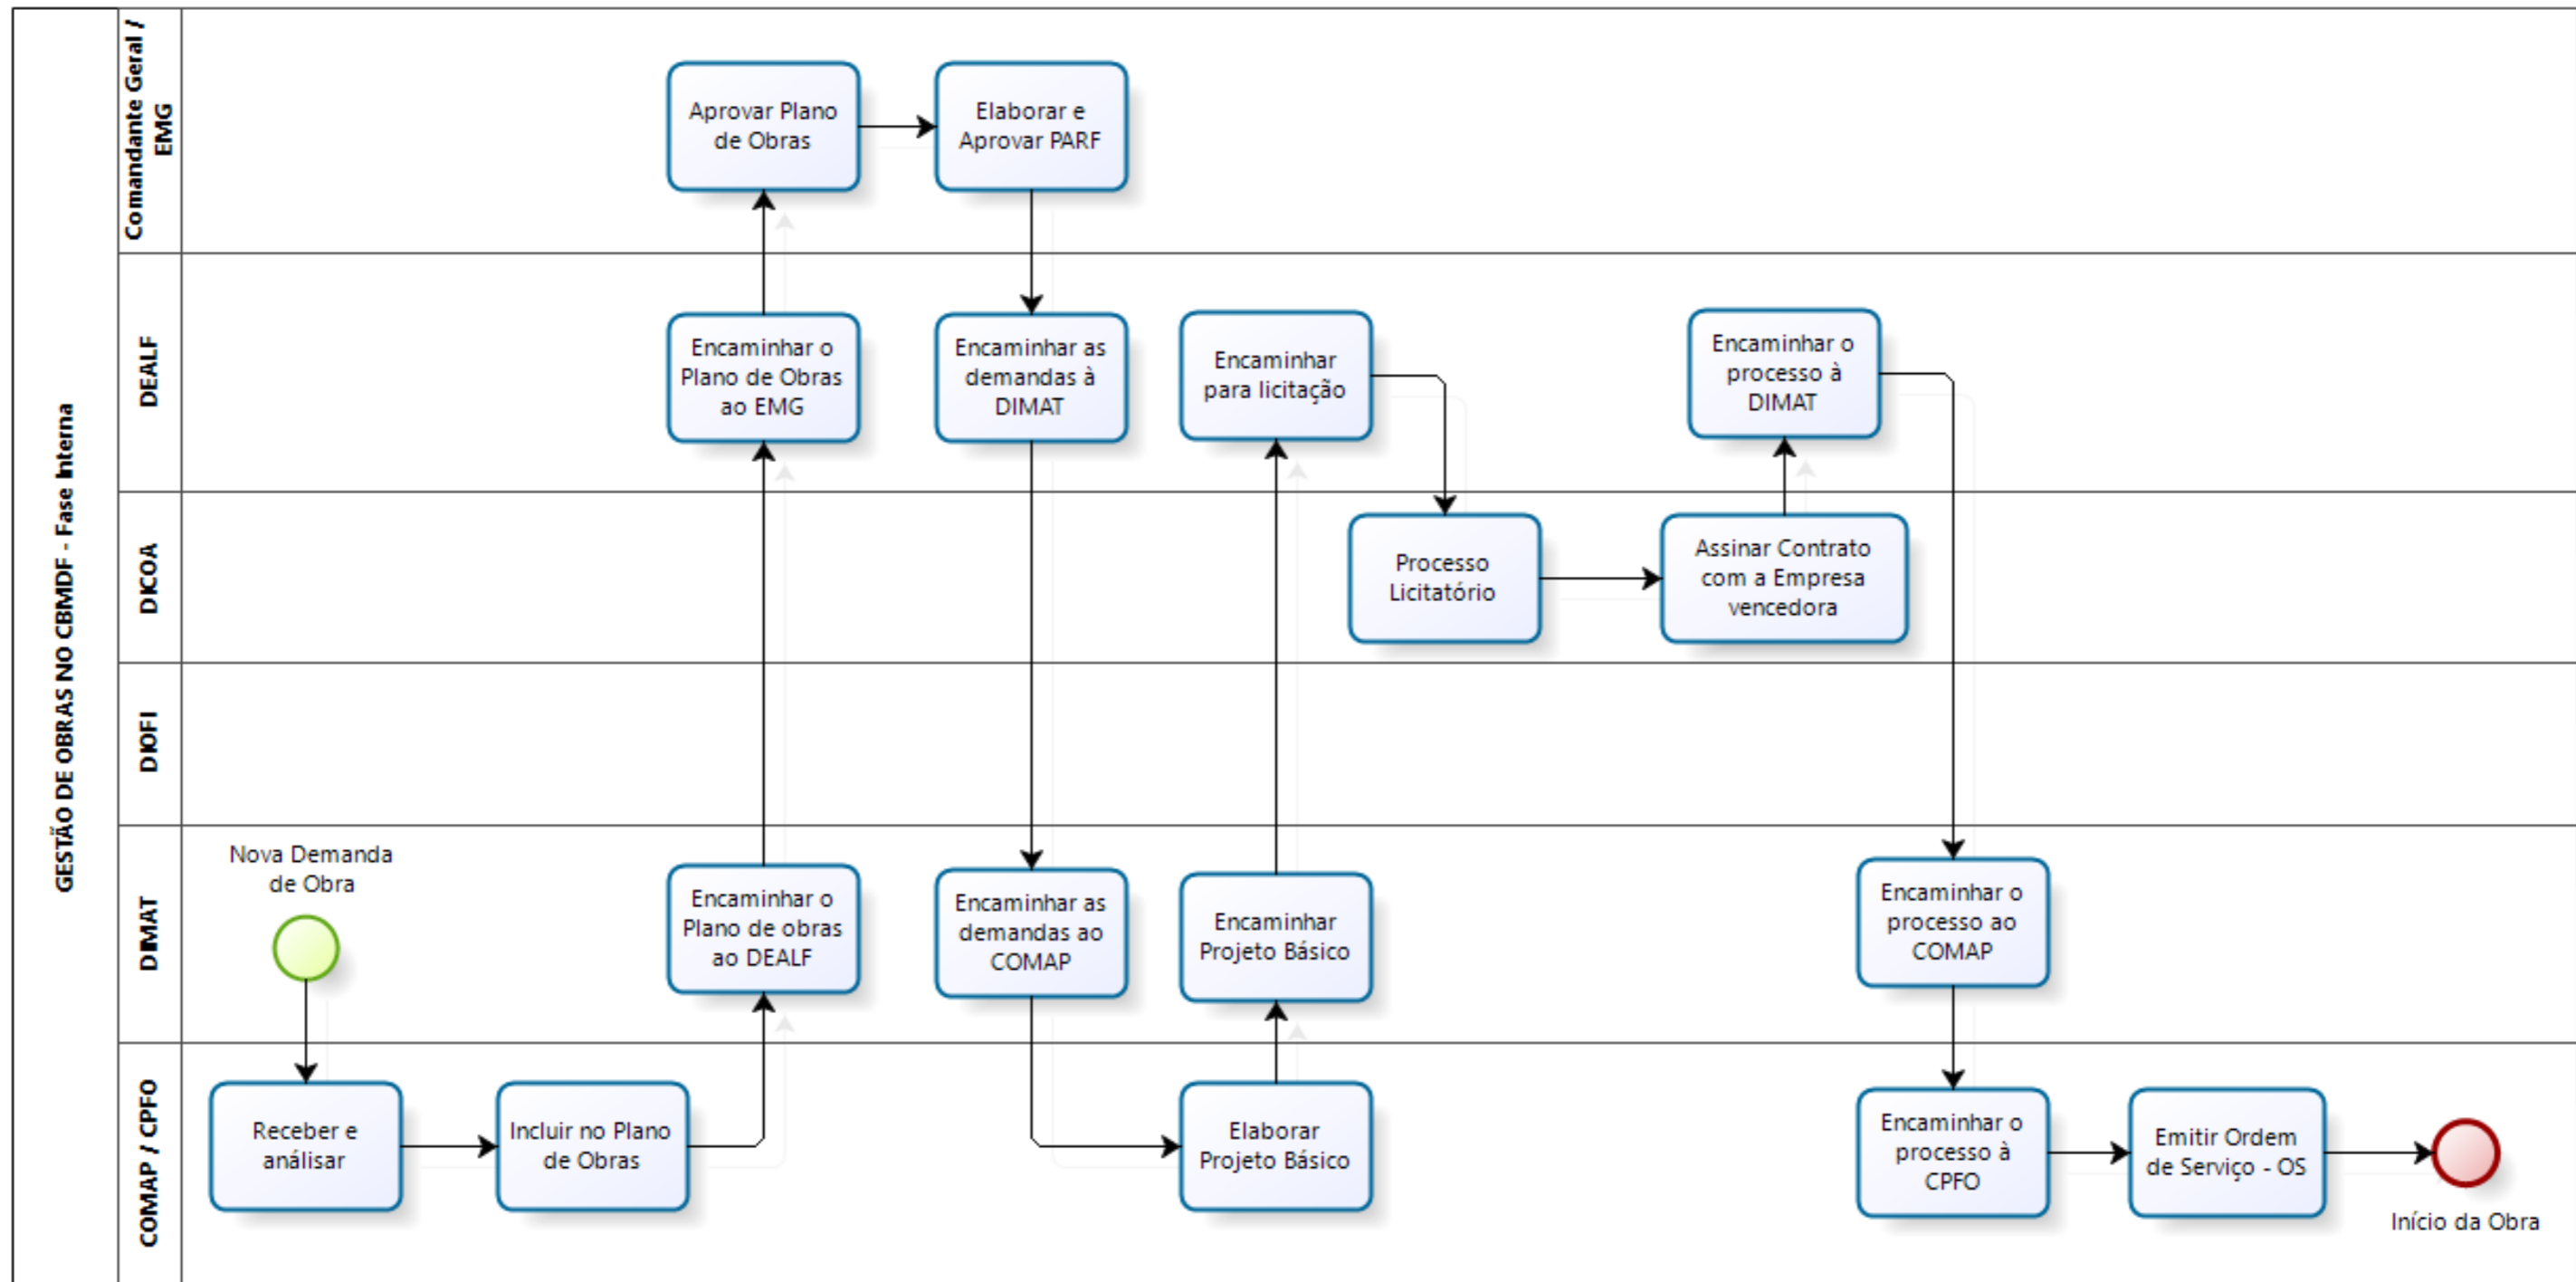 GESTÃO DE OBRAS NO CBMDF - Fase Interna
Comandante Geral /
EMG
Aprovar Plano
de Obras
Elaborar e
Aprovar PARF
DEALF
Encaminhar o
Plano de Obras
ao EMG
Encaminhar as
demandas à
DIMAT
Encaminhar
para licitação
Encaminhar o
processo à
DIMAT
DICOA
Processo
Licitatório
Assinar Contrato
com a Empresa
vencedora
DIOFI
DIMAT
Nova Demanda
de Obra
Encaminhar o
Plano de obras
ao DEALF
Encaminhar as
demandas ao
COMAP
Encaminhar
Projeto Básico
Encaminhar o
processo ao
COMAP
COMAP / CPFO
Receber e
análisar
Incluir no Plano
de Obras
Elaborar
Projeto Básico
Encaminhar o
processo à
CPFO
Emitir Ordem
de Serviço - OS
Início da Obra